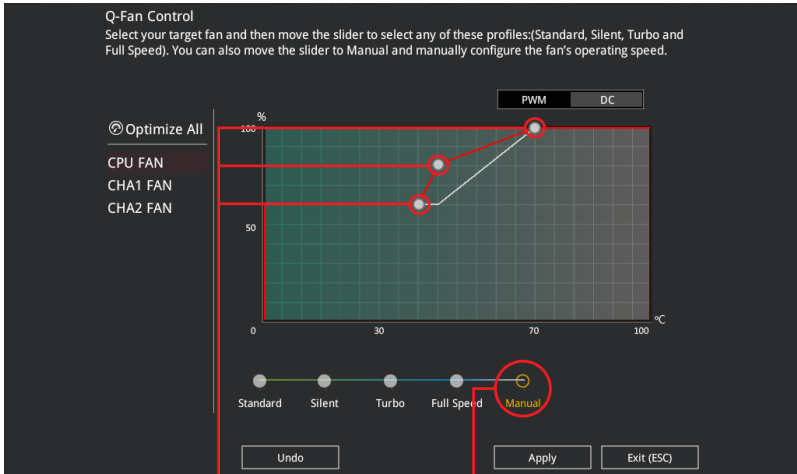 Q-Fan Control
Select your target fan and then move the slider to select any of these profiles:(Standard, Silent, Turbo and
Full Speed). You can also move the slider to Manual and manually configure the fan's operating speed.
PWM DC
%
Optimize All
100
CPU FAN
CHA1 FAN
CHA2 FAN
50
ºC
0 30 70 100
Standard Silent Turbo Full Speed Manual
Undo Apply Exit (ESC)